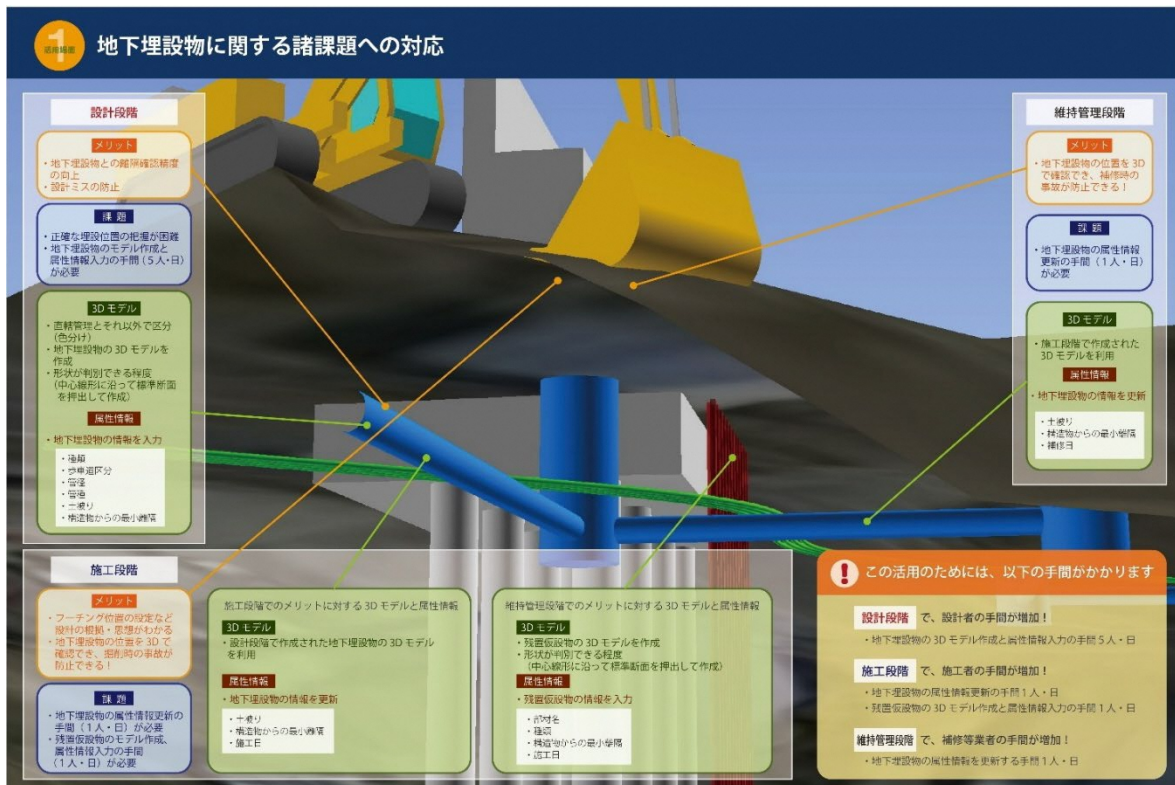 活用場面
1
地下埋設物に関する諸課題への対応
設計段階
メリット
・地下埋設物との離隔確認精度
の向上
・設計ミスの防止
課 題
・正確な埋設位置の把握が困難
・地下埋設物のモデル作成と
属性情報入力の手間(5人・日)
が必要
3Dモデル
・直轄管理とそれ以外で区分
(色分け)
・地下埋設物の3Dモデルを
作成
・形状が判別できる程度
(中心線形に沿って標準断面
を押出して作成)
属性情報
・地下埋設物の情報を入力
・種類
・歩車道区分
・管径
・管種
・土被り
・構造物からの最小離隔
維持管理段階
メリット
・地下埋設物の位置を3D
で確認でき、補修時の
事故が防止できる!
課 題
・地下埋設物の属性情報
更新の手間(1人・日)
が必要
3Dモデル
・施工段階で作成された
3Dモデルを利用
属性情報
・地下埋設物の情報を更新
・土被り
・構造物からの最小離隔
・補修日
施工段階
メリット
・フーチング位置の設定など
設計の根拠・思想がわかる
・地下埋設物の位置を3Dで
確認でき、掘削時の事故が
防止できる!
課 題
・地下埋設物の属性情報更新の
手間(1人・日)が必要
・残置仮設物のモデル作成、
属性情報入力の手間
(1人・日)が必要
施工段階でのメリットに対する3Dモデルと属性情報
3Dモデル
・設計段階で作成された地下埋設物の3Dモデル
を利用
属性情報
・地下埋設物の情報を更新
・土被り
・構造物からの最小離隔
・施工日
維持管理段階でのメリットに対する3Dモデルと属性情報
3Dモデル
・残置仮設物の3Dモデルを作成
・形状が判別できる程度
(中心線形に沿って標準断面を押出して作成)
属性情報
・残置仮設物の情報を入力
・部材名
・種類
・構造物からの最小離隔
・施工日
! この活用のためには、以下の手間がかかります
設計段階 で、設計者の手間が増加!
・地下埋設物の3Dモデル作成と属性情報入力の手間5人・日
施工段階 で、施工者の手間が増加!
・地下埋設物の属性情報更新の手間1人・日
・残置仮設物の3Dモデル作成と属性情報入力の手間1人・日
維持管理段階 で、補修等業者の手間が増加!
・地下埋設物の属性情報を更新する手間1人・日